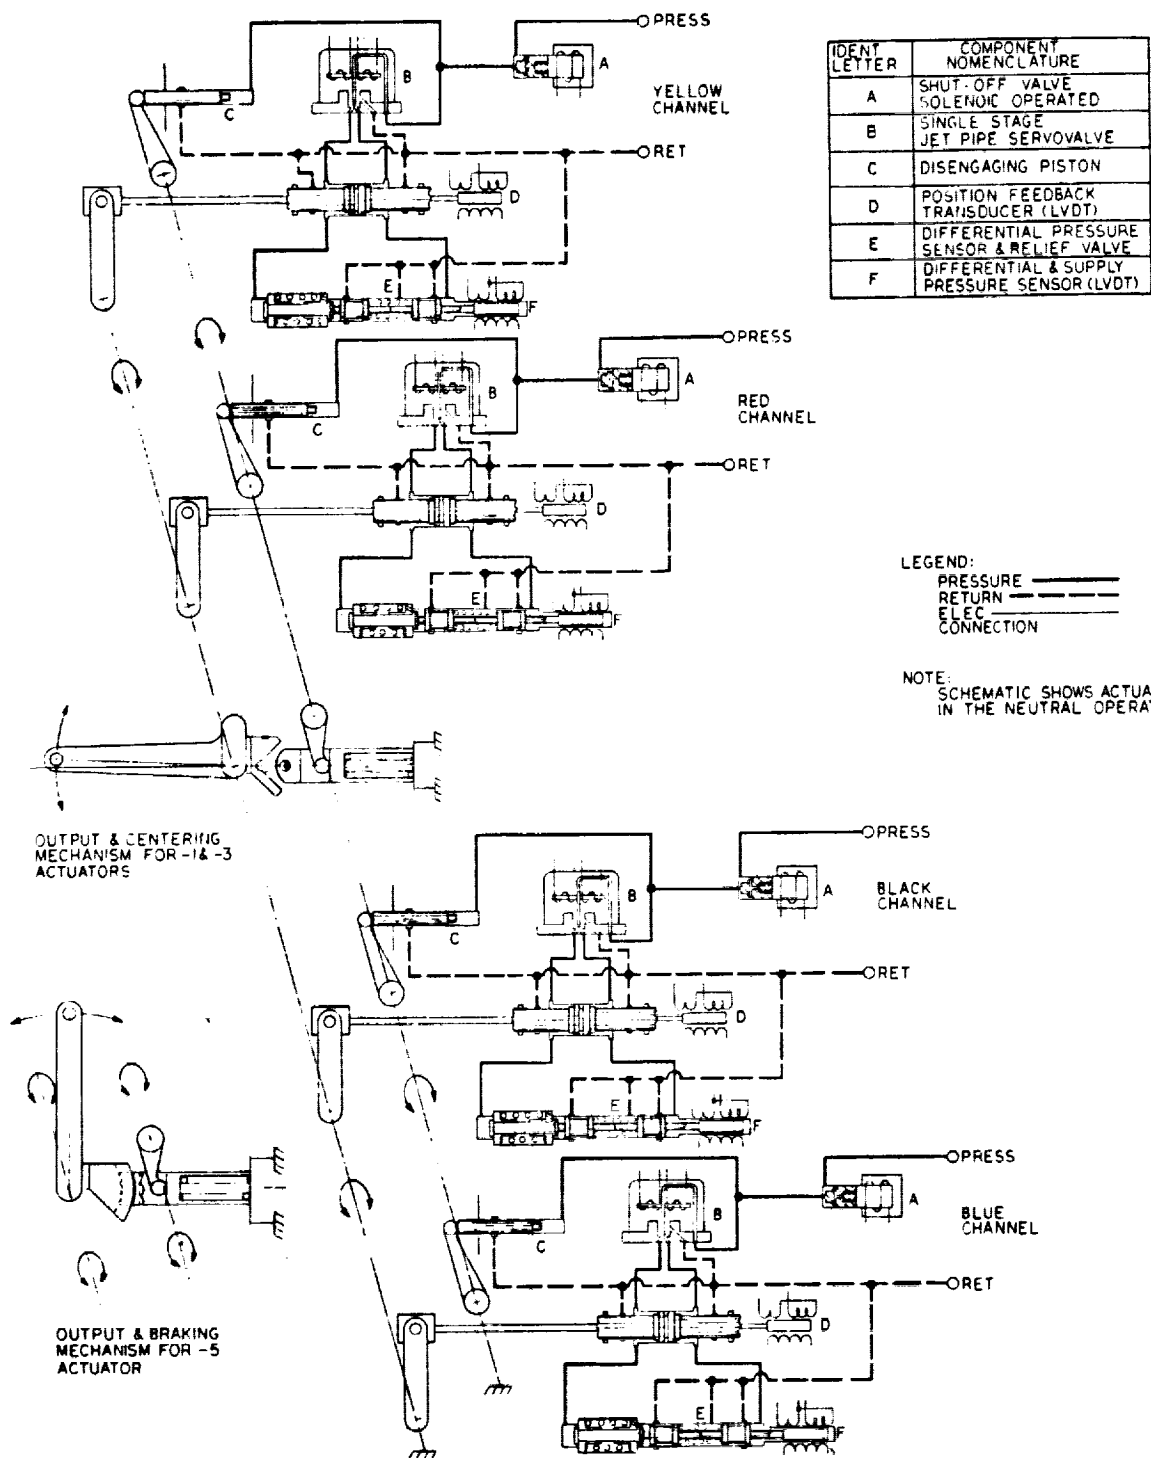 PRESS
A
B
YELLOW
CHANNEL
C
RET
D
E
F
IDENT LETTER
COMPONENT NOMENCLATURE
A
SHUT-OFF VALVE
SOLENOID OPERATED
B
SINGLE STAGE
JET PIPE SERVOVALVE
C
DISENGAGING PISTON
D
POSITION FEEDBACK
TRANSDUCER (LVDT)
E
DIFFERENTIAL PRESSURE
SENSOR & RELIEF VALVE
F
DIFFERENTIAL & SUPPLY
PRESSURE SENSOR (LVDT)
PRESS
A
B
RED
CHANNEL
C
RET
D
E
F
LEGEND:
PRESSURE
RETURN
ELEC
CONNECTION
NOTE:
SCHEMATIC SHOWS ACTUA
IN THE NEUTRAL OPERA
OUTPUT & CENTERING
MECHANISM FOR -1 & -3
ACTUATORS
PRESS
A
B
BLACK
CHANNEL
C
RET
D
E
F
PRESS
A
B
BLUE
CHANNEL
C
RET
D
E
F
OUTPUT & BRAKING
MECHANISM FOR -5
ACTUATOR